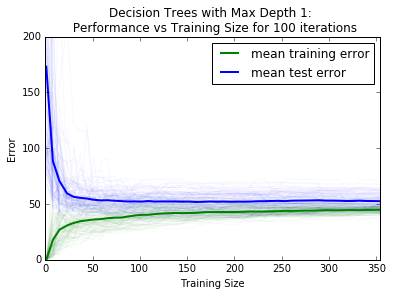 Decision Trees with Max Depth 1:
Performance vs Training Size for 100 iterations
mean training error
mean test error
Error
200
150
100
50
0
0 50 100 150 200 250 300 350
Training Size